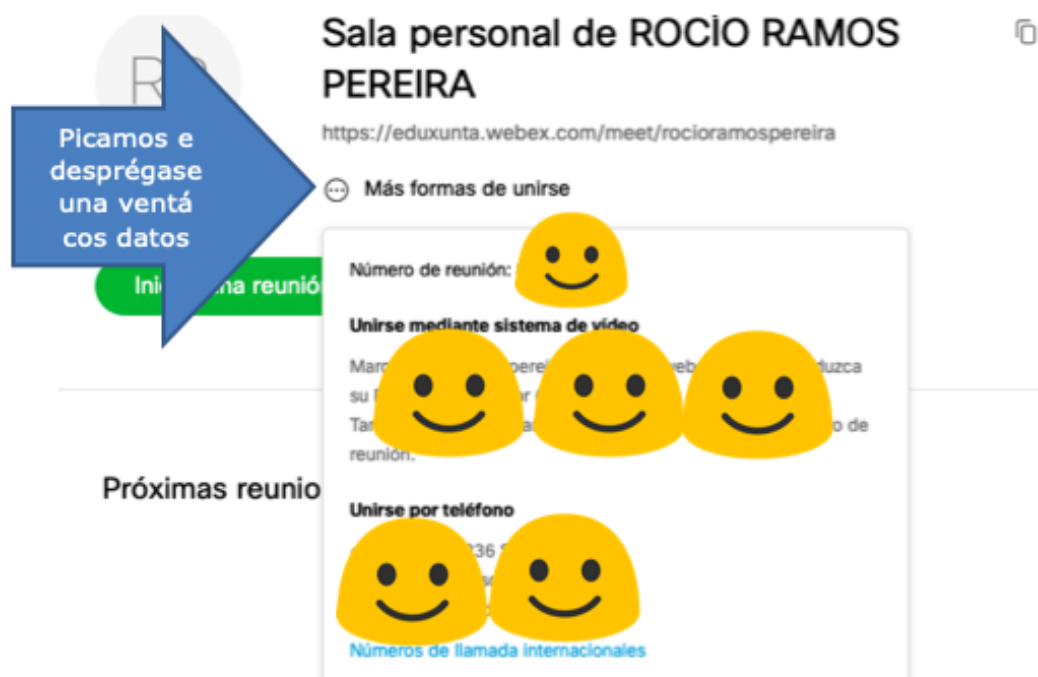 Sala personal de ROCÍO RAMOS
PEREIRA
https://eduxunta.webex.com/meet/rocioramospereira
Picamos e
desprégase
una ventá
cos datos
Más formas de unirse
Número de reunión:
Unirse mediante sistema de vídeo
su
de
reunión.
Próximas
Unirse por teléfono
Números de llamada internacionales